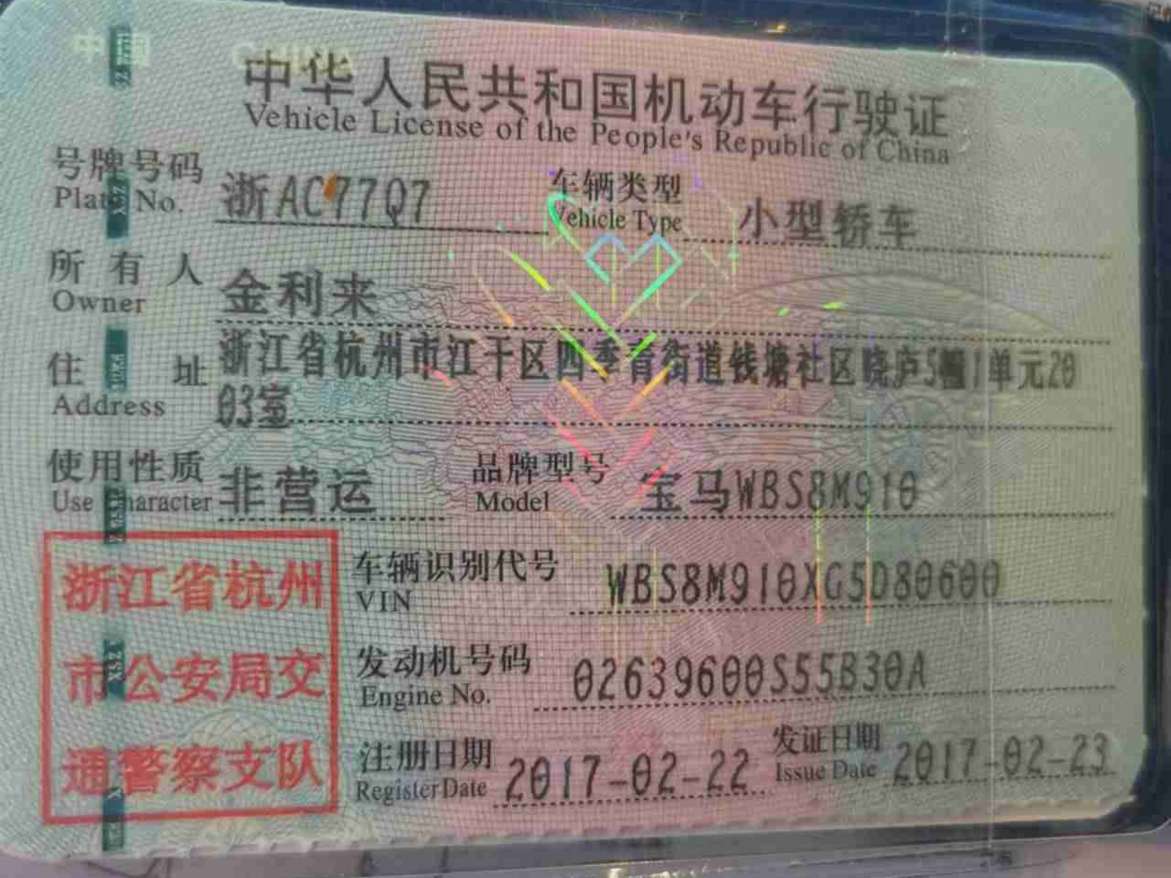 中华人民共和国机动车行驶证
Vehicle License of the People's Republic of China
号牌号码 浙AC77Q7 车辆类型 小型轿车
Plate No. Vehicle Type
所有人 金利来
Owner
住址 浙江省杭州市江干区四季青街道钱塘社区晓庐5幢1单元20
Address 03室
使用性质 非营运 品牌型号 宝马WBS8M910
Use Character Model
浙江省杭州
市公安局交
通警察支队
车辆识别代号 WBS8M910XG5D80600
VIN
发动机号码 02639600S55B30A
Engine No.
注册日期 2017-02-22 发证日期 2017-02-23
Register Date Issue Date